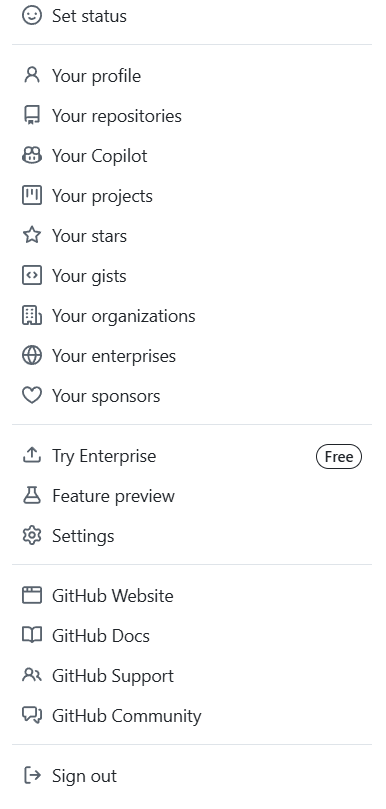 Set status
Your profile
Your repositories
Your Copilot
Your projects
Your stars
Your gists
Your organizations
Your enterprises
Your sponsors
Try Enterprise Free
Feature preview
Settings
GitHub Website
GitHub Docs
GitHub Support
GitHub Community
Sign out